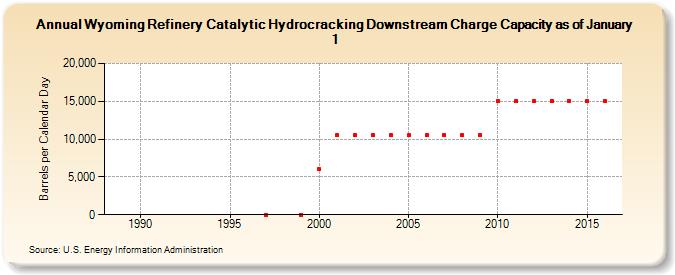 Annual Wyoming Refinery Catalytic Hydrocracking Downstream Charge Capacity as of January
1
Barrels per Calendar Day
20,000
15,000
10,000
5,000
0
1990 1995 2000 2005 2010 2015
Source: U.S. Energy Information Administration